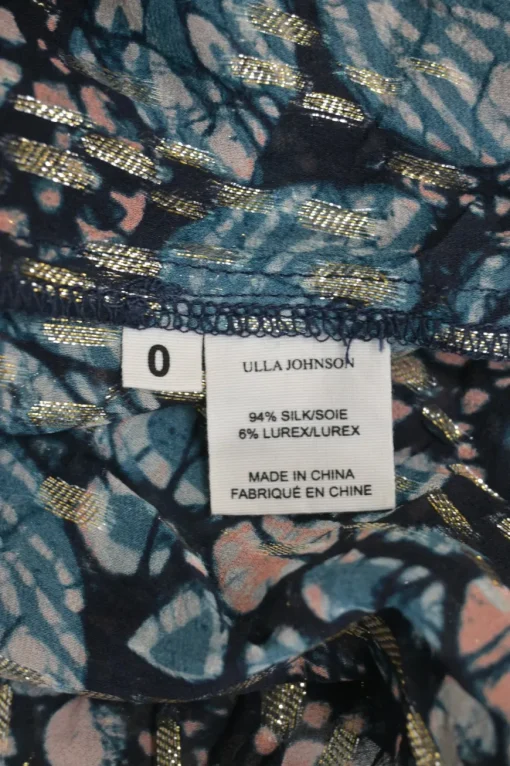 0
ULLA JOHNSON
94% SILK/SOIE
6% LUREX/LUREX
MADE IN CHINA
FABRIQUÉ EN CHINE